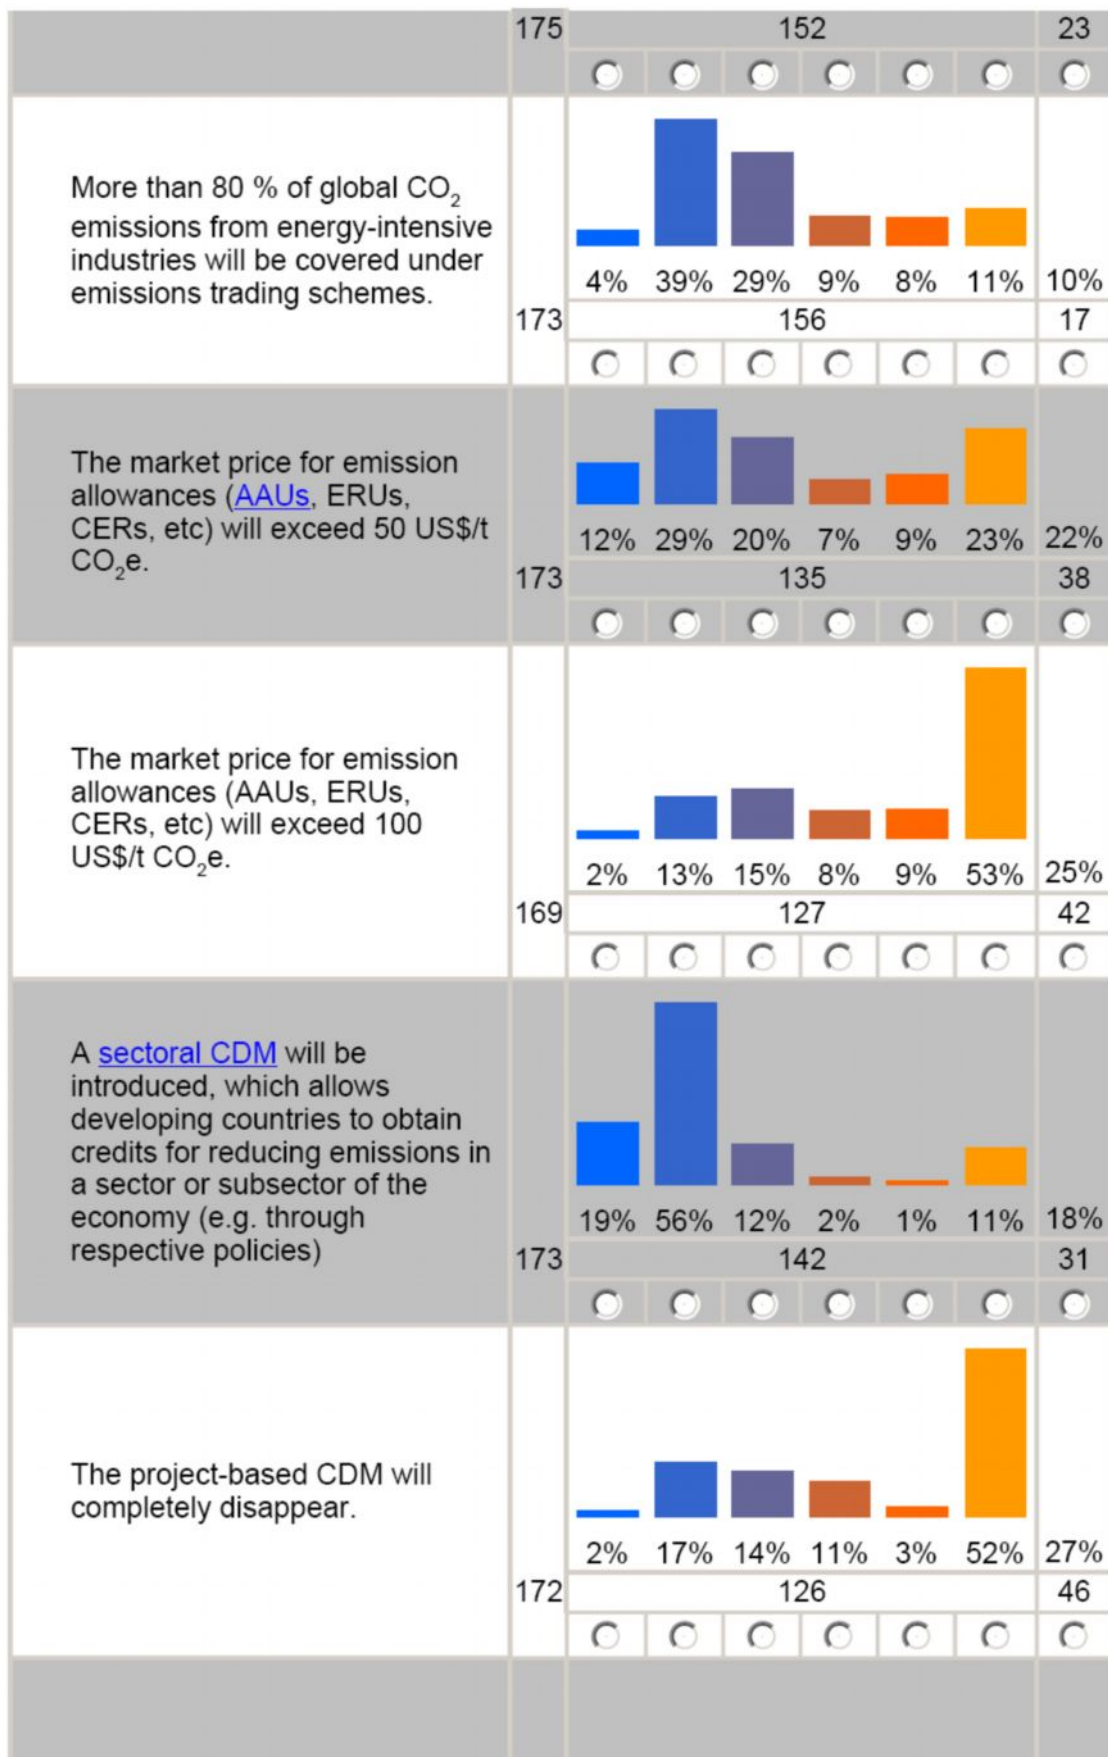 175 152 23
More than 80 % of global CO₂
emissions from energy-intensive
industries will be covered under
emissions trading schemes.
4% 39% 29% 9% 8% 11% 10%
173 156 17
The market price for emission
allowances (AAUs, ERUs,
CERs, etc) will exceed 50 US$/t
CO₂e.
12% 29% 20% 7% 9% 23% 22%
173 135 38
The market price for emission
allowances (AAUs, ERUs,
CERs, etc) will exceed 100
US$/t CO₂e.
2% 13% 15% 8% 9% 53% 25%
169 127 42
A sectoral CDM will be
introduced, which allows
developing countries to obtain
credits for reducing emissions in
a sector or subsector of the
economy (e.g. through
respective policies)
19% 56% 12% 2% 1% 11% 18%
173 142 31
The project-based CDM will
completely disappear.
2% 17% 14% 11% 3% 52% 27%
172 126 46